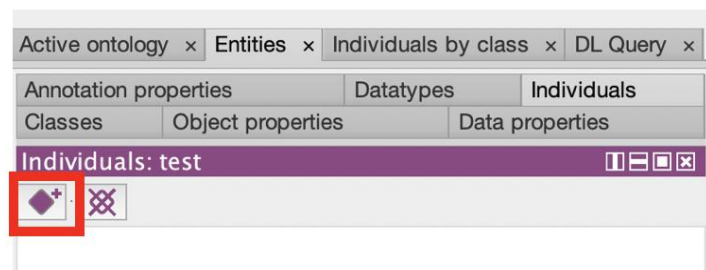 Active ontology × Entities × Individuals by class × DL Query ×
Annotation properties Datatypes Individuals
Classes Object properties Data properties
Individuals: test